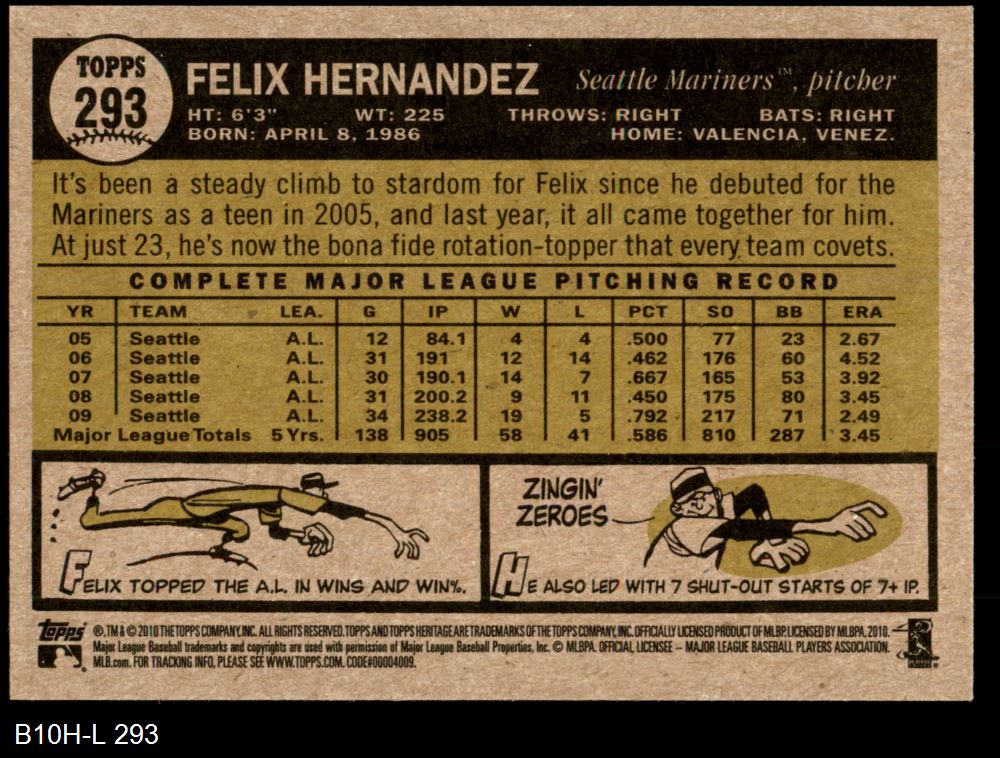 TOPPS
293
FELIX HERNANDEZ Seattle Mariners™, pitcher
HT: 6'3" WT: 225 THROWS: RIGHT BATS: RIGHT
BORN: APRIL 8, 1986 HOME: VALENCIA, VENEZ.
It's been a steady climb to stardom for Felix since he debuted for the
Mariners as a teen in 2005, and last year, it all came together for him.
At just 23, he's now the bona fide rotation-topper that every team covets.
COMPLETE MAJOR LEAGUE PITCHING RECORD
YR TEAM LEA. G IP W L PCT SO BB ERA
05 Seattle A.L. 12 84.1 4 4 .500 77 23 2.67
06 Seattle A.L. 31 191 12 14 .462 176 60 4.52
07 Seattle A.L. 30 190.1 14 7 .667 165 53 3.92
08 Seattle A.L. 31 200.2 9 11 .450 175 80 3.45
09 Seattle A.L. 34 238.2 19 5 .792 217 71 2.49
Major League Totals 5 Yrs. 138 905 58 41 .586 810 287 3.45
FELIX TOPPED THE A.L. IN WINS AND WIN%.
ZINGIN'
ZEROES
HE ALSO LED WITH 7 SHUT-OUT STARTS OF 7+ IP.
topps ®, TM & © 2010 THE TOPPS COMPANY, INC. ALL RIGHTS RESERVED. TOPPS AND TOPPS HERITAGE ARE TRADEMARKS OF THE TOPPS COMPANY, INC. OFFICIALLY LICENSED PRODUCT OF MLBP. LICENSED BY MLBPA, 2010.
Major League Baseball trademarks and copyrights are used with permission of Major League Baseball Properties, Inc. © MLBPA. OFFICIAL LICENSEE – MAJOR LEAGUE BASEBALL PLAYERS ASSOCIATION.
MLB.com. FOR TRACKING INFO, PLEASE SEE WWW.TOPPS.COM. CODE#00004009.
B10H-L 293